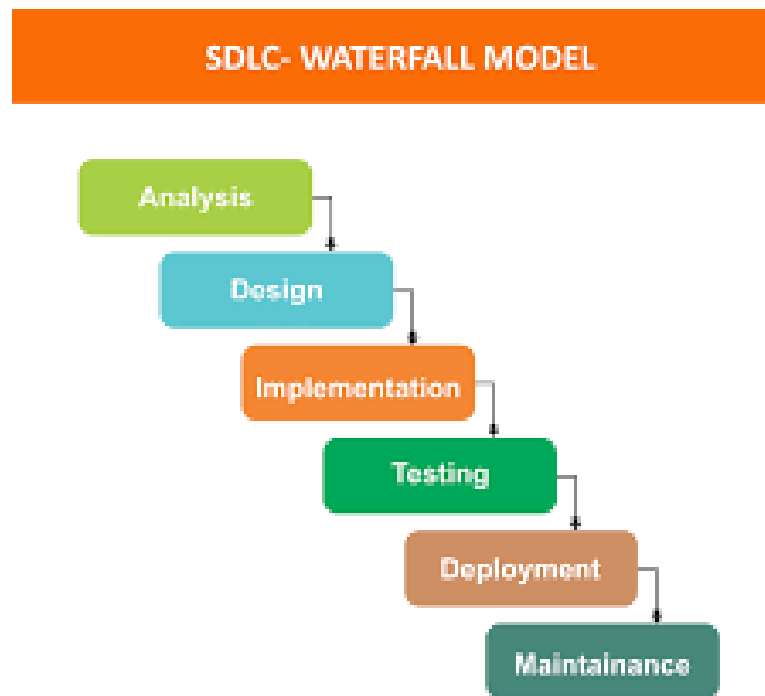 SDLC- WATERFALL MODEL
Analysis
Design
Implementation
Testing
Deployment
Maintainance